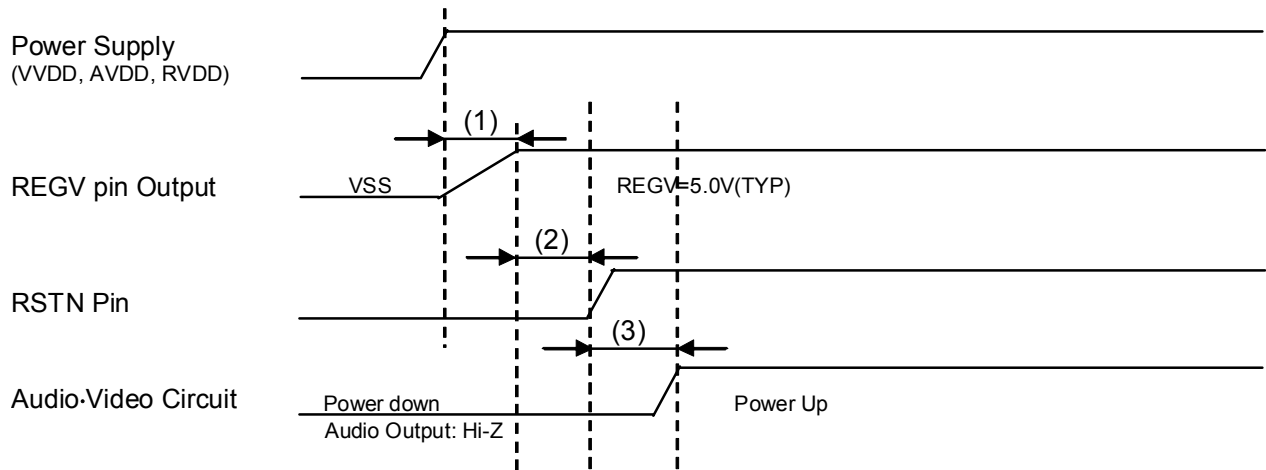 Power Supply
(VVDD, AVDD, RVDD)
(1)
REGV pin Output
VSS
REGV=5.0V(TYP)
(2)
RSTN Pin
(3)
Audio·Video Circuit
Power down
Power Up
Audio Output: Hi-Z